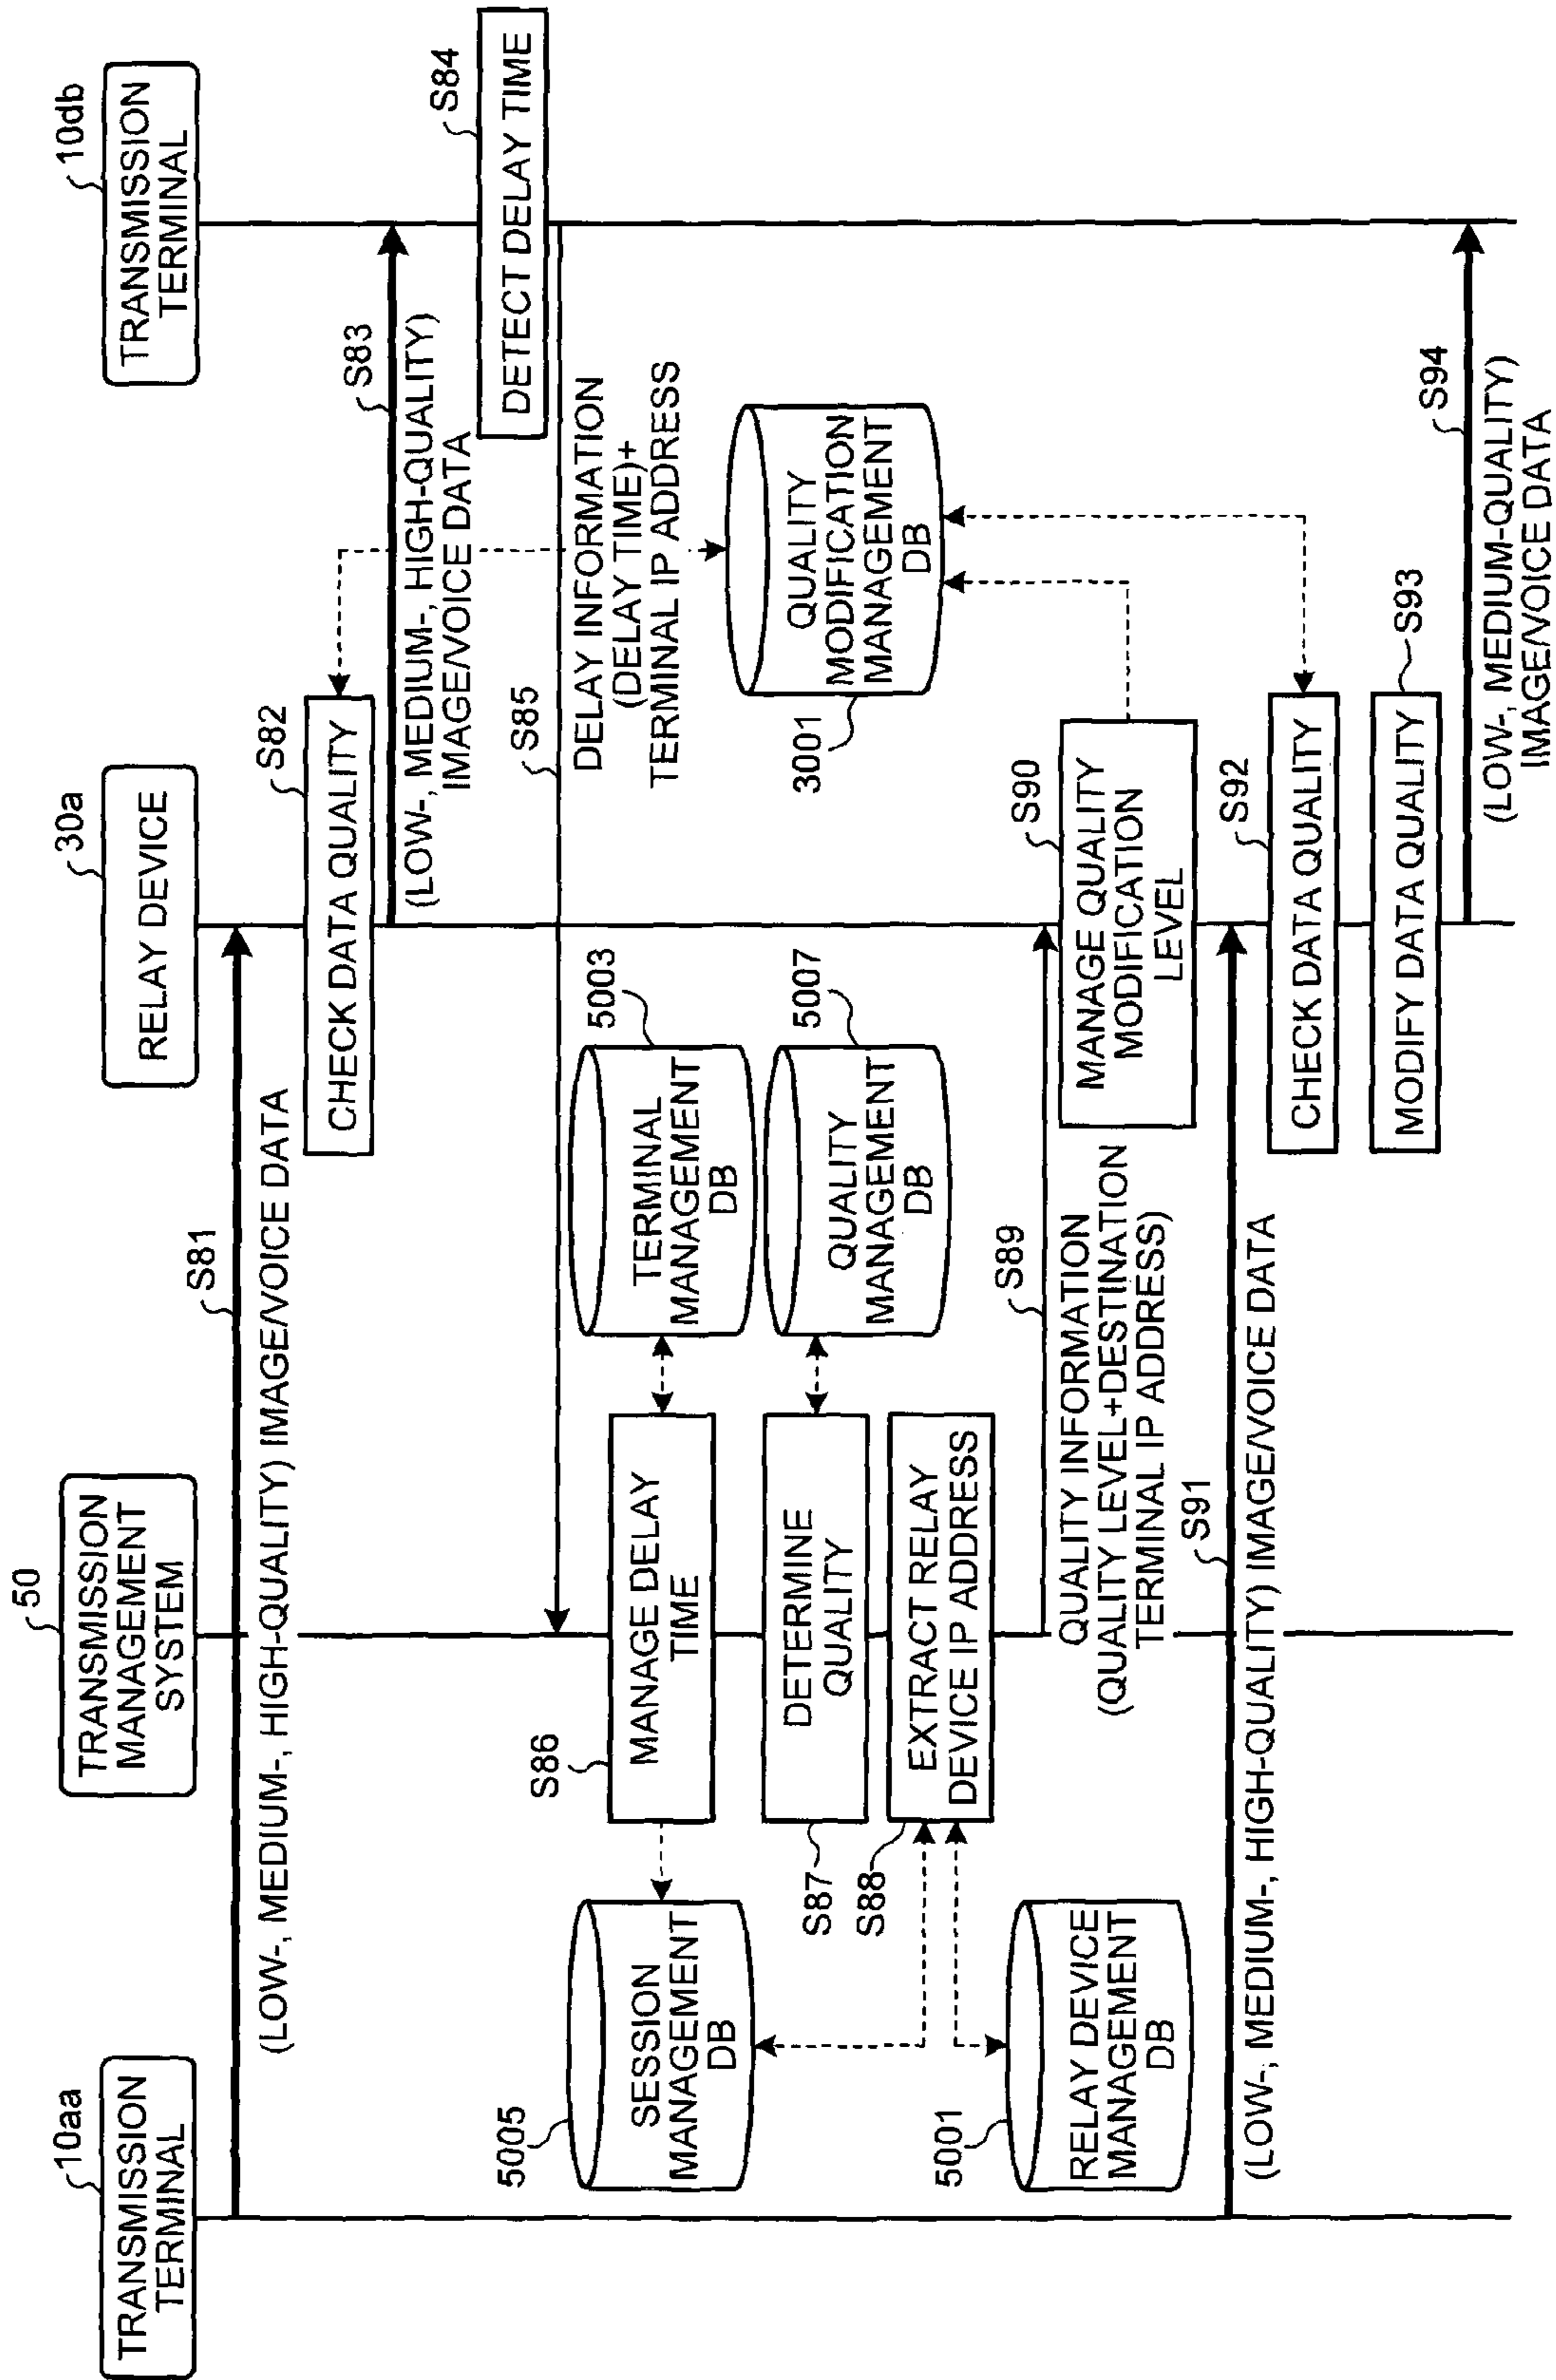 10aa
TRANSMISSION
TERMINAL
50
TRANSMISSION
MANAGEMENT
SYSTEM
30a
RELAY DEVICE
10db
TRANSMISSION
TERMINAL
S81
(LOW-, MEDIUM-, HIGH-QUALITY) IMAGE/VOICE DATA
S82
CHECK DATA QUALITY
S83
(LOW-, MEDIUM-, HIGH-QUALITY)
IMAGE/VOICE DATA
S84
DETECT DELAY TIME
S85
DELAY INFORMATION
(DELAY TIME)+
TERMINAL IP ADDRESS
5005
SESSION
MANAGEMENT
DB
S86
MANAGE DELAY
TIME
5003
TERMINAL
MANAGEMENT
DB
3001
QUALITY
MODIFICATION
MANAGEMENT
DB
S87
DETERMINE
QUALITY
5007
QUALITY
MANAGEMENT
DB
S88
EXTRACT RELAY
DEVICE IP ADDRESS
5001
RELAY DEVICE
MANAGEMENT
DB
S89
QUALITY INFORMATION
(QUALITY LEVEL+DESTINATION
TERMINAL IP ADDRESS)
S90
MANAGE QUALITY
MODIFICATION
LEVEL
S91
(LOW-, MEDIUM-, HIGH-QUALITY) IMAGE/VOICE DATA
S92
CHECK DATA QUALITY
S93
MODIFY DATA QUALITY
S94
(LOW-, MEDIUM-QUALITY)
IMAGE/VOICE DATA